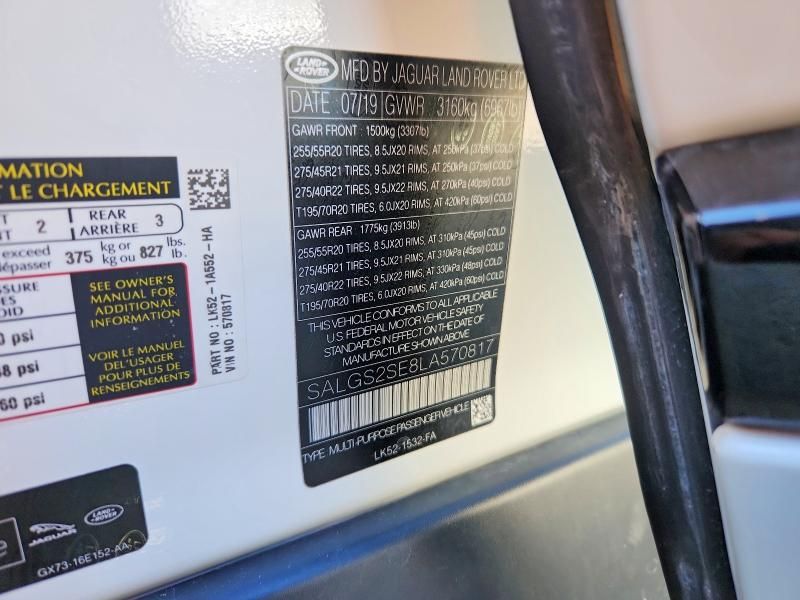 LAND ROVER
MFD BY JAGUAR LAND ROVER LTD
DATE 07/19 GVWR 3160kg (6967lb)
GAWR FRONT : 1500kg (3307lb)
255/55R20 TIRES, 8.5JX20 RIMS, AT 250kPa (37psi) COLD
275/45R21 TIRES, 9.5JX21 RIMS, AT 250kPa (37psi) COLD
275/40R22 TIRES, 9.5JX22 RIMS, AT 270kPa (40psi) COLD
T195/70R20 TIRES, 6.0JX20 RIMS, AT 420kPa (60psi) COLD
GAWR REAR : 1775kg (3913lb)
255/55R20 TIRES, 8.5JX20 RIMS, AT 310kPa (45psi) COLD
275/45R21 TIRES, 9.5JX21 RIMS, AT 310kPa (45psi) COLD
275/40R22 TIRES, 9.5JX22 RIMS, AT 330kPa (48psi) COLD
T195/70R20 TIRES, 6.0JX20 RIMS, AT 420kPa (60psi) COLD
THIS VEHICLE CONFORMS TO ALL APPLICABLE
U.S. FEDERAL MOTOR VEHICLE SAFETY
STANDARDS IN EFFECT ON THE DATE OF
MANUFACTURE SHOWN ABOVE
SALGS2SE8LA570817
TYPE MULTI-PURPOSE PASSENGER VEHICLE
LK52-1532-FA
MATION
T LE CHARGEMENT
2 REAR 3
ARRIÈRE
exceed 375 kg or 827 lbs.
dépasser kg ou lb.
SSURE
OID
SEE OWNER'S
MANUAL FOR
ADDITIONAL
INFORMATION
VOIR LE MANUEL
DEL'USAGER
POUR PLUS DE
RENSEIGNEMENTS
0 psi
8 psi
60 psi
PART NO : LK52-1A552-HA
VIN NO : 570817
JAGUAR
LAND ROVER
GX73-16E152-AA